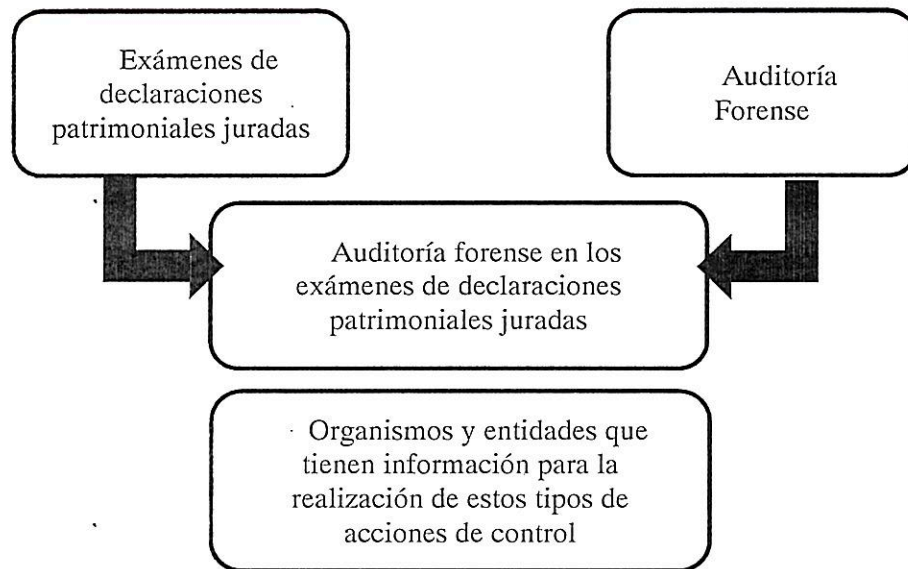 Exámenes de
declaraciones
patrimoniales juradas
Auditoría
Forense
Auditoría forense en los
exámenes de declaraciones
patrimoniales juradas
Organismos y entidades que
tienen información para la
realización de estos tipos de
acciones de control